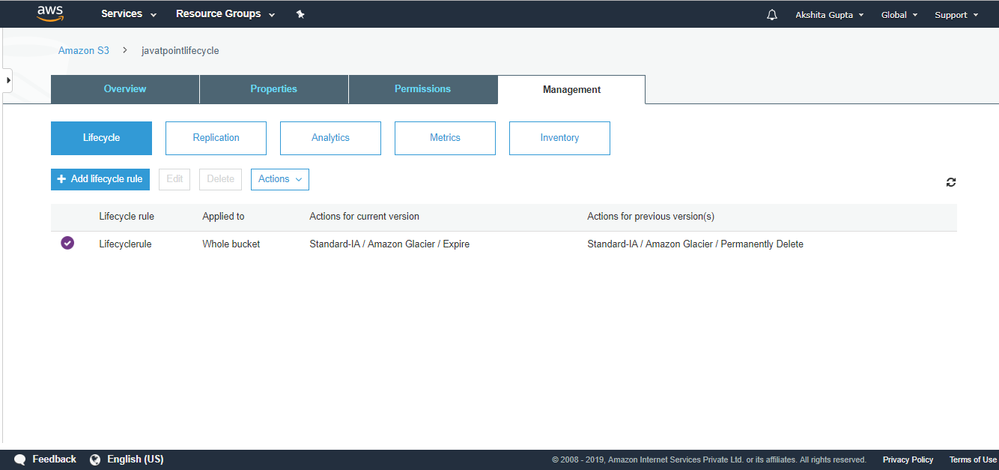 aws Services Resource Groups Akshita Gupta Global Support
Amazon S3 > javatpointlifecycle
Overview Properties Permissions Management
Lifecycle Replication Analytics Metrics Inventory
+ Add lifecycle rule Edit Delete Actions
Lifecycle rule Applied to Actions for current version Actions for previous version(s)
Lifecyclerule Whole bucket Standard-IA / Amazon Glacier / Expire Standard-IA / Amazon Glacier / Permanently Delete
Feedback English (US) © 2008 - 2019, Amazon Internet Services Private Ltd. or its affiliates. All rights reserved. Privacy Policy Terms of Use